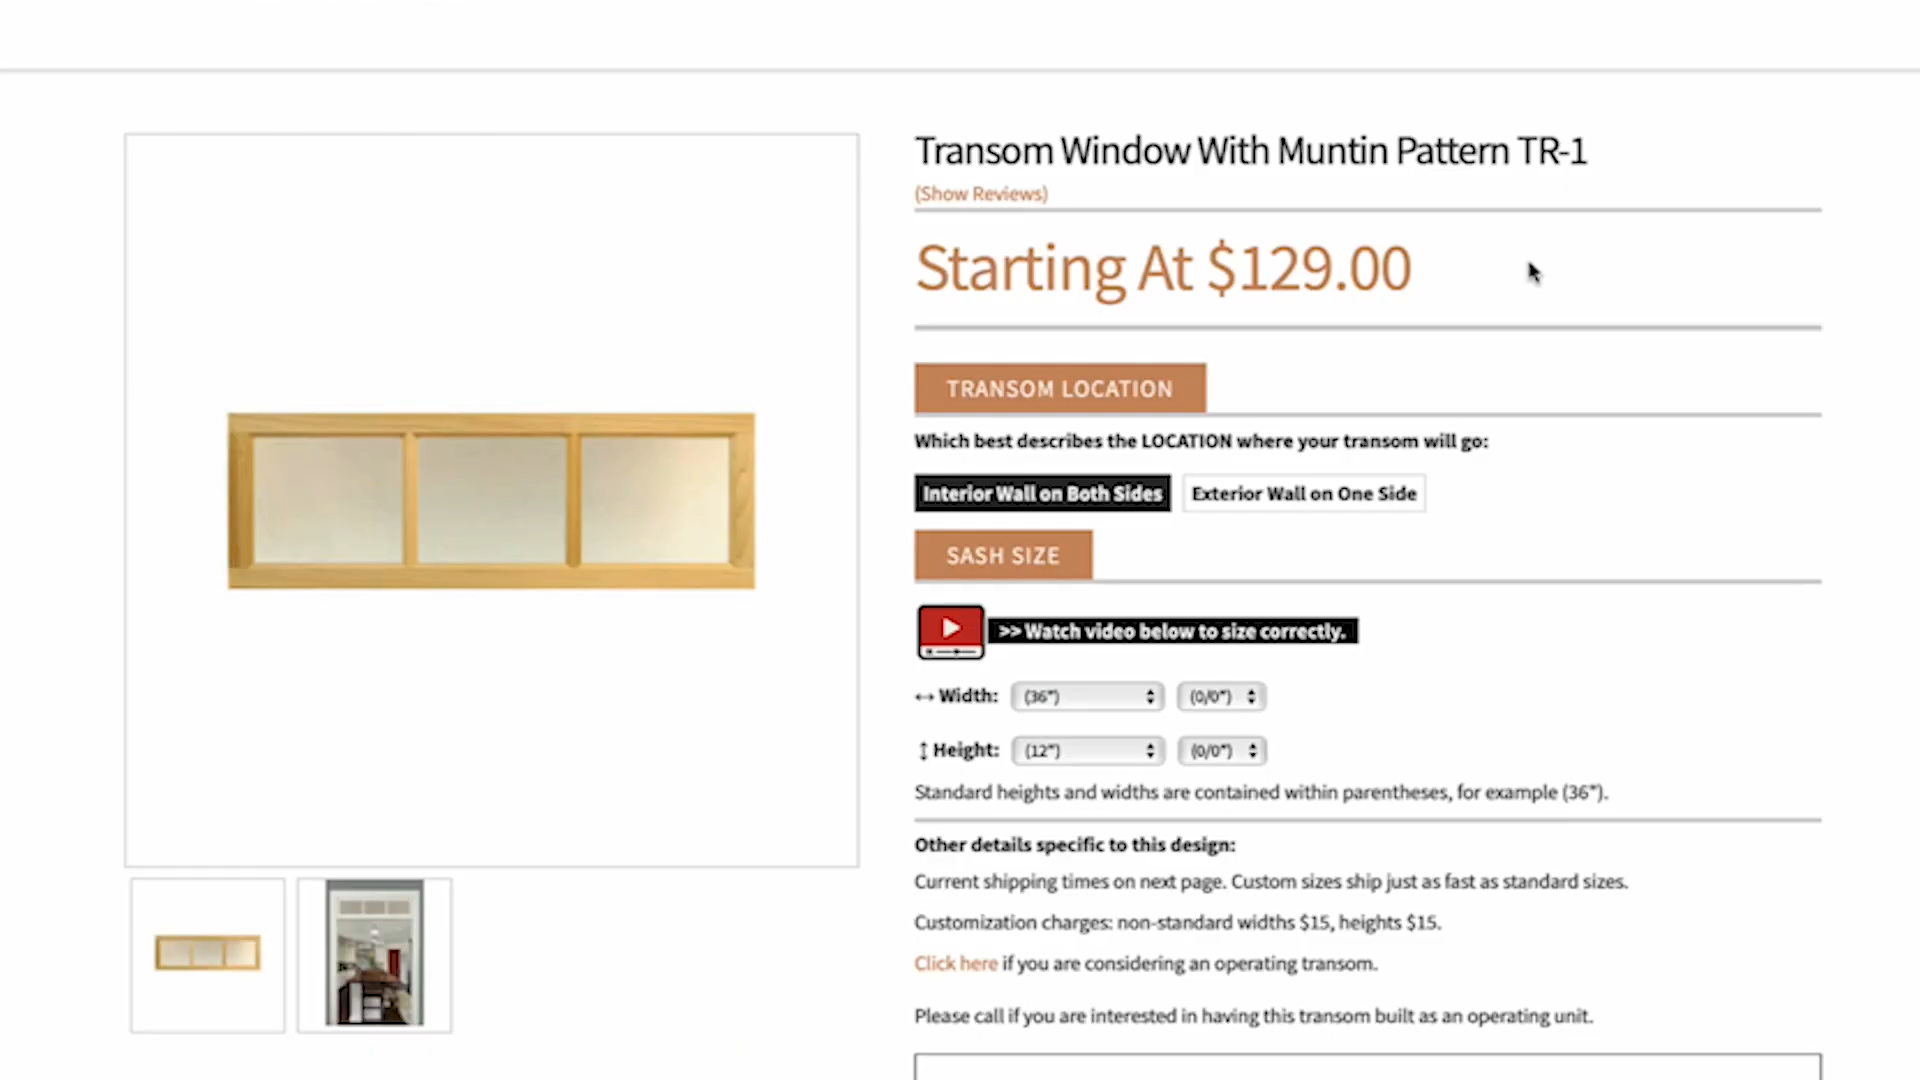 Transom Window With Muntin Pattern TR-1
(Show Reviews)
Starting At $129.00
TRANSOM LOCATION
Which best describes the LOCATION where your transom will go:
Interior Wall on Both Sides Exterior Wall on One Side
SASH SIZE
>> Watch video below to size correctly.
↔ Width: (36") (0/0")
↕ Height: (12") (0/0")
Standard heights and widths are contained within parentheses, for example (36").
Other details specific to this design:
Current shipping times on next page. Custom sizes ship just as fast as standard sizes.
Customization charges: non-standard widths $15, heights $15.
Click here if you are considering an operating transom.
Please call if you are interested in having this transom built as an operating unit.